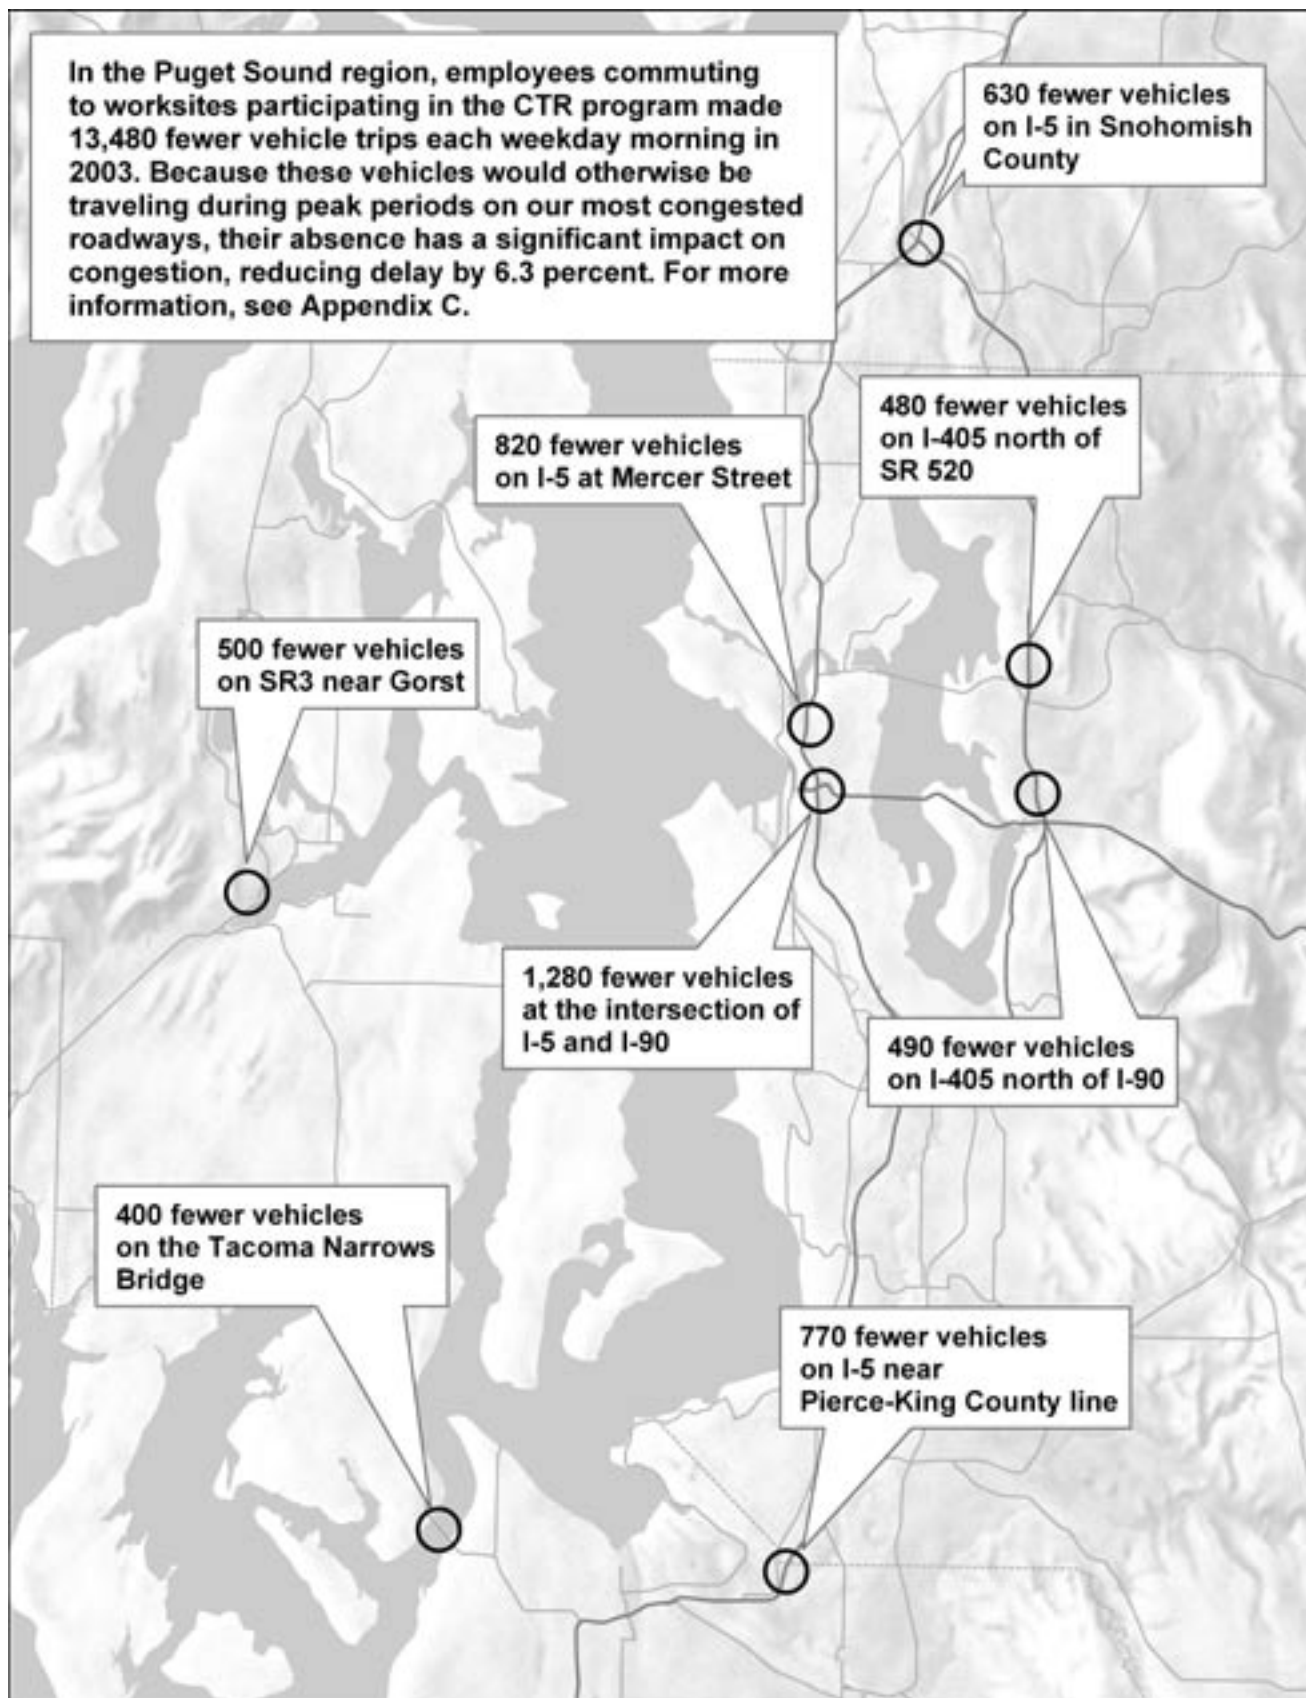 In the Puget Sound region, employees commuting
to worksites participating in the CTR program made
13,480 fewer vehicle trips each weekday morning in
2003. Because these vehicles would otherwise be
traveling during peak periods on our most congested
roadways, their absence has a significant impact on
congestion, reducing delay by 6.3 percent. For more
information, see Appendix C.
630 fewer vehicles
on I-5 in Snohomish
County
480 fewer vehicles
on I-405 north of
SR 520
820 fewer vehicles
on I-5 at Mercer Street
500 fewer vehicles
on SR3 near Gorst
1,280 fewer vehicles
at the intersection of
I-5 and I-90
490 fewer vehicles
on I-405 north of I-90
400 fewer vehicles
on the Tacoma Narrows
Bridge
770 fewer vehicles
on I-5 near
Pierce-King County line